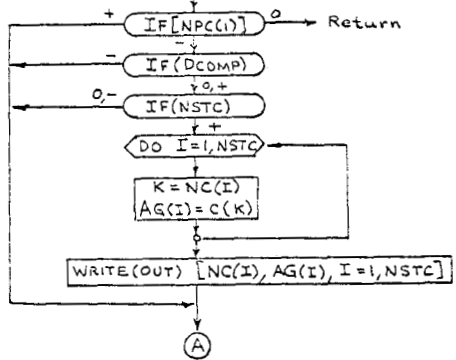 + IF[NPC(1)] 0 Return
-
- IF(DCOMP)
0,+
0,- IF(NSTC)
+
DO I=1,NSTC
K=NC(I)
AG(I)=C(K)
WRITE(OUT) [NC(I),AG(I),I=1,NSTC]
A